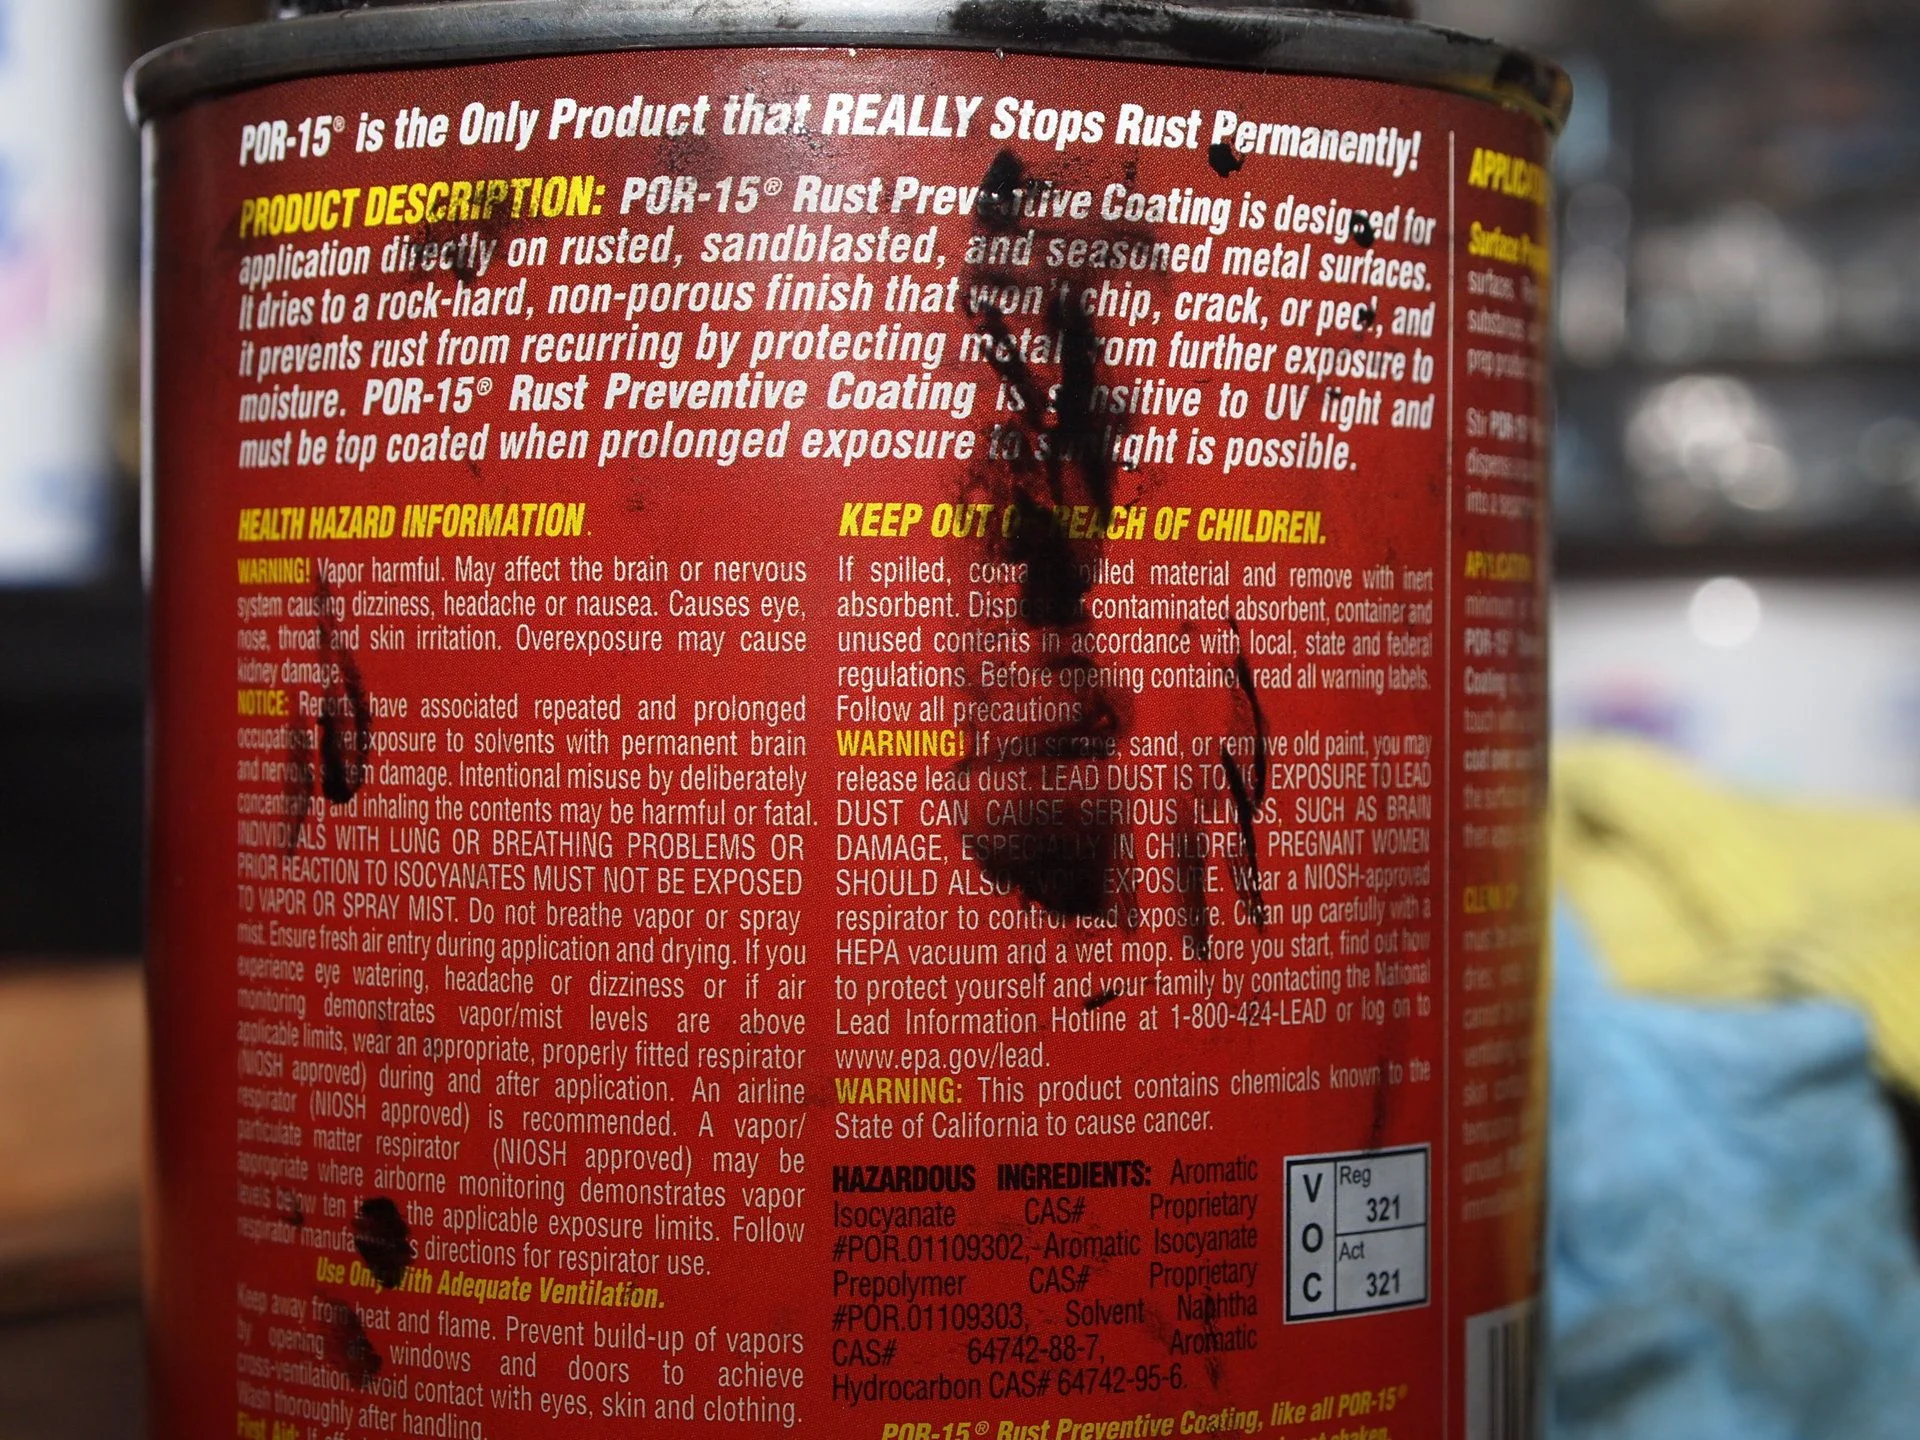 POR-15® is the Only Product that REALLY Stops Rust Permanently!
PRODUCT DESCRIPTION: POR-15® Rust Preventive Coating is designed for
application directly on rusted, sandblasted, and seasoned metal surfaces.
It dries to a rock-hard, non-porous finish that won't chip, crack, or peel, and
it prevents rust from recurring by protecting metal from further exposure to
moisture. POR-15® Rust Preventive Coating is sensitive to UV light and
must be top coated when prolonged exposure to sunlight is possible.
HEALTH HAZARD INFORMATION
WARNING! Vapor harmful. May affect the brain or nervous
system causing dizziness, headache or nausea. Causes eye,
nose, throat and skin irritation. Overexposure may cause
kidney damage.
NOTICE: Reports have associated repeated and prolonged
occupational overexposure to solvents with permanent brain
and nervous system damage. Intentional misuse by deliberately
concentrating and inhaling the contents may be harmful or fatal.
INDIVIDUALS WITH LUNG OR BREATHING PROBLEMS OR
PRIOR REACTION TO ISOCYANATES MUST NOT BE EXPOSED
TO VAPOR OR SPRAY MIST. Do not breathe vapor or spray
mist. Ensure fresh air entry during application and drying. If you
experience eye watering, headache or dizziness or if air
monitoring demonstrates vapor/mist levels are above
applicable limits, wear an appropriate, properly fitted respirator
(NIOSH approved) during and after application. An airline
respirator (NIOSH approved) is recommended. A vapor/
particulate matter respirator (NIOSH approved) may be
appropriate where airborne monitoring demonstrates vapor
levels below ten times the applicable exposure limits. Follow
respirator manufacturer's directions for respirator use.
Use Only With Adequate Ventilation.
Keep away from heat and flame. Prevent build-up of vapors
by opening windows and doors to achieve
cross-ventilation. Avoid contact with eyes, skin and clothing.
Wash thoroughly after handling.
First Aid: If
KEEP OUT OF REACH OF CHILDREN.
If spilled, contain spilled material and remove with inert
absorbent. Dispose of contaminated absorbent, container and
unused contents in accordance with local, state and federal
regulations. Before opening container read all warning labels.
Follow all precautions
WARNING! If you scrape, sand, or remove old paint, you may
release lead dust. LEAD DUST IS TOXIC EXPOSURE TO LEAD
DUST CAN CAUSE SERIOUS ILLNESS, SUCH AS BRAIN
DAMAGE, ESPECIALLY IN CHILDREN PREGNANT WOMEN
SHOULD ALSO AVOID EXPOSURE. Wear a NIOSH-approved
respirator to control lead exposure. Clean up carefully with a
HEPA vacuum and a wet mop. Before you start, find out how
to protect yourself and your family by contacting the National
Lead Information Hotline at 1-800-424-LEAD or log on to
www.epa.gov/lead.
WARNING: This product contains chemicals known to the
State of California to cause cancer.
HAZARDOUS INGREDIENTS: Aromatic
Isocyanate CAS# Proprietary
#POR.01109302, Aromatic Isocyanate
Prepolymer CAS# Proprietary
#POR.01109303, Solvent Naphtha
CAS# 64742-88-7, Aromatic
Hydrocarbon CAS# 64742-95-6.
VOC
Reg
321
Act
321
POR-15® Rust Preventive Coating, like all POR-15®
shaken.